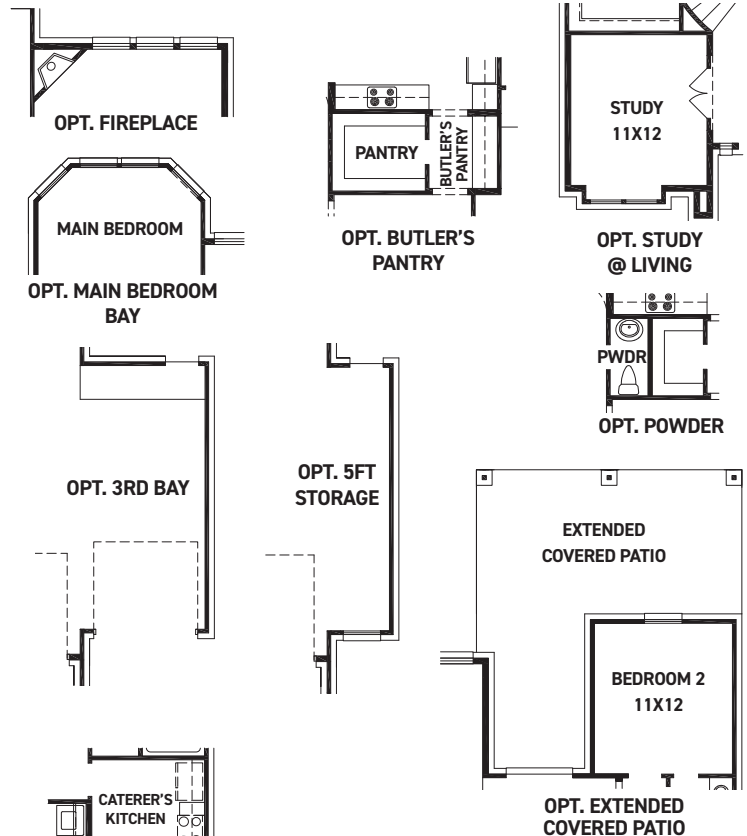 OPT. FIREPLACE
MAIN BEDROOM
OPT. MAIN BEDROOM
BAY
PANTRY
BUTLER'S
PANTRY
OPT. BUTLER'S
PANTRY
STUDY
11X12
OPT. STUDY
@ LIVING
PWDR
OPT. POWDER
OPT. 3RD BAY
OPT. 5FT
STORAGE
EXTENDED
COVERED PATIO
BEDROOM 2
11X12
OPT. EXTENDED
COVERED PATIO
CATERER'S
KITCHEN